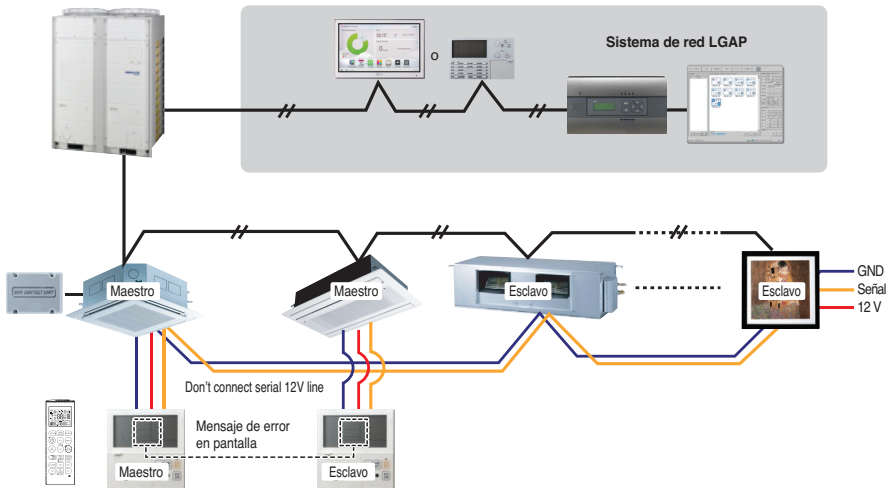 Sistema de red LGAP
O
Maestro
Maestro
Esclavo
Esclavo
GND
Señal
12 V
Don't connect serial 12V line
Mensaje de error
en pantalla
Maestro
Esclavo